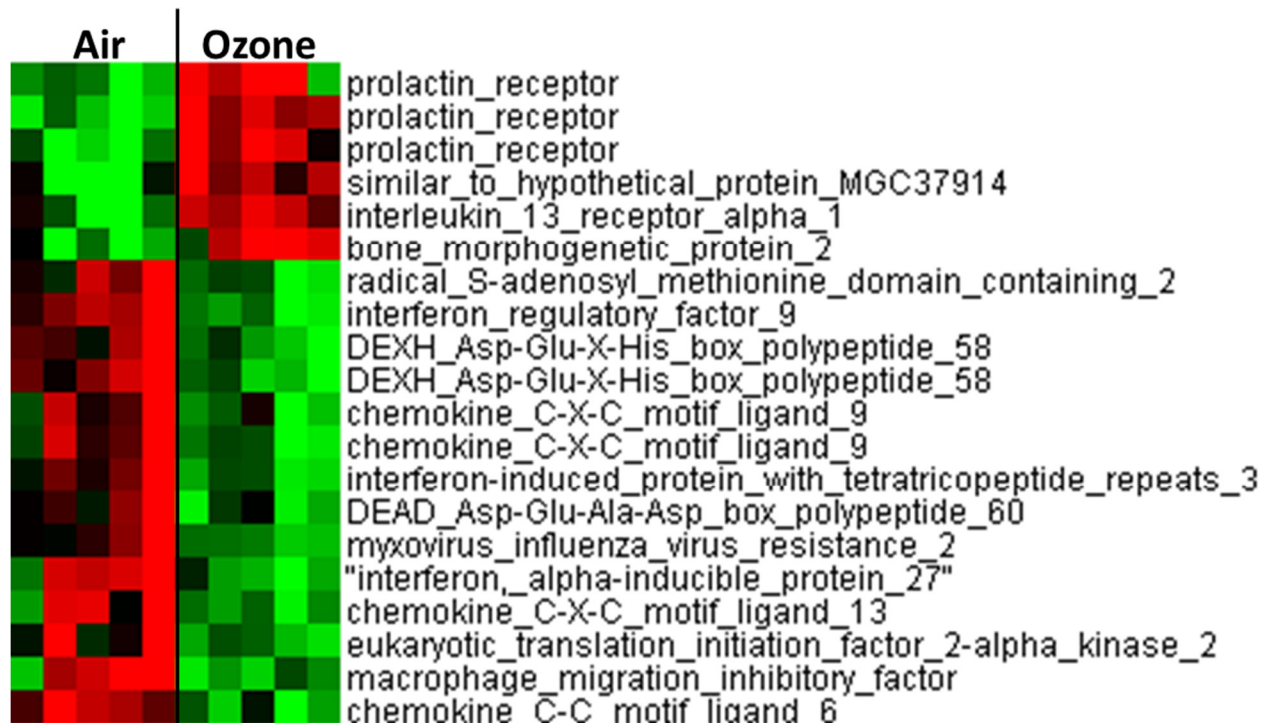 Air Ozone
prolactin_receptor
prolactin_receptor
prolactin_receptor
similar_to_hypothetical_protein_MGC37914
interleukin_13_receptor_alpha_1
bone_morphogenetic_protein_2
radical_S-adenosyl_methionine_domain_containing_2
interferon_regulatory_factor_9
DEXH_Asp-Glu-X-His_box_polypeptide_58
DEXH_Asp-Glu-X-His_box_polypeptide_58
chemokine_C-X-C_motif_ligand_9
chemokine_C-X-C_motif_ligand_9
interferon-induced_protein_with_tetratricopeptide_repeats_3
DEAD_Asp-Glu-Ala-Asp_box_polypeptide_60
myxovirus_influenza_virus_resistance_2
"interferon,_alpha-inducible_protein_27"
chemokine_C-X-C_motif_ligand_13
eukaryotic_translation_initiation_factor_2-alpha_kinase_2
macrophage_migration_inhibitory_factor
chemokine_C-C_motif_ligand_6